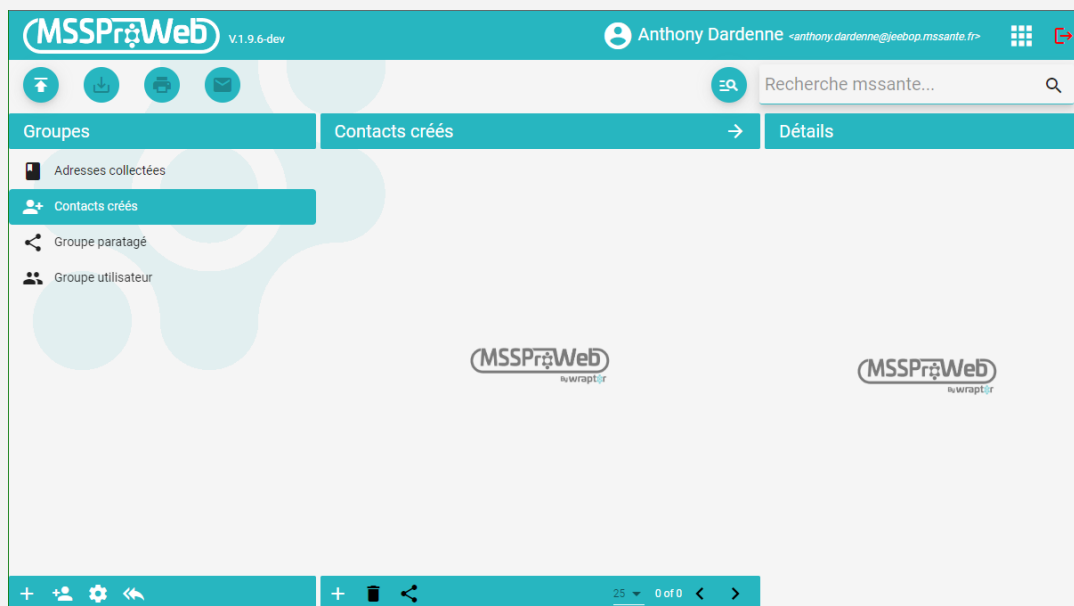 MSSProWeb V.1.9.6-dev Anthony Dardenne <anthony.dardenne@jeebop.mssante.fr>
Recherche mssante...
Groupes Contacts créés Détails
Adresses collectées
Contacts créés
Groupe paratagé
Groupe utilisateur
MSSProWeb
By wraptor
MSSProWeb
By wraptor
25 0 of 0